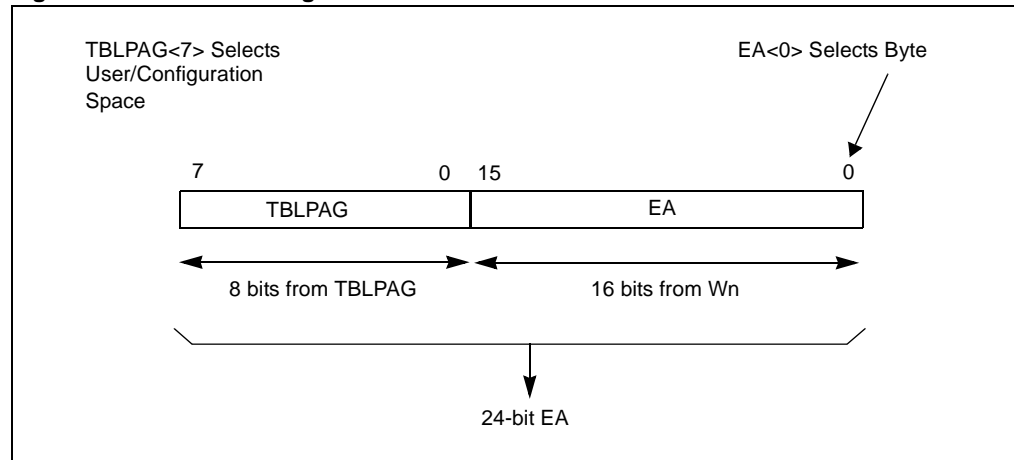 TBLPAG<7> Selects
User/Configuration
Space
EA<0> Selects Byte
7 0 15 0
TBLPAG EA
8 bits from TBLPAG 16 bits from Wn
24-bit EA